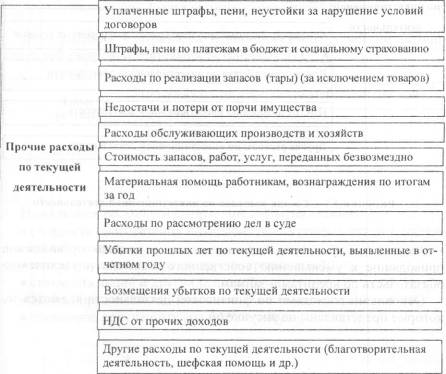 Уплаченные штрафы, пени, неустойки за нарушение условий
договоров
Штрафы, пени по платежам в бюджет и социальному страхованию
Расходы по реализации запасов (тары) (за исключением товаров)
Недостачи и потери от порчи имущества
Расходы обслуживающих производств и хозяйств
Прочие расходы
по текущей
деятельности
Стоимость запасов, работ, услуг, переданных безвозмездно
Материальная помощь работникам, вознаграждения по итогам
за год
Расходы по рассмотрению дел в суде
Убытки прошлых лет по текущей деятельности, выявленные в от-
четном году
Возмещения убытков по текущей деятельности
НДС от прочих доходов
Другие расходы по текущей деятельности (благотворительная
деятельность, шефская помощь и др.)